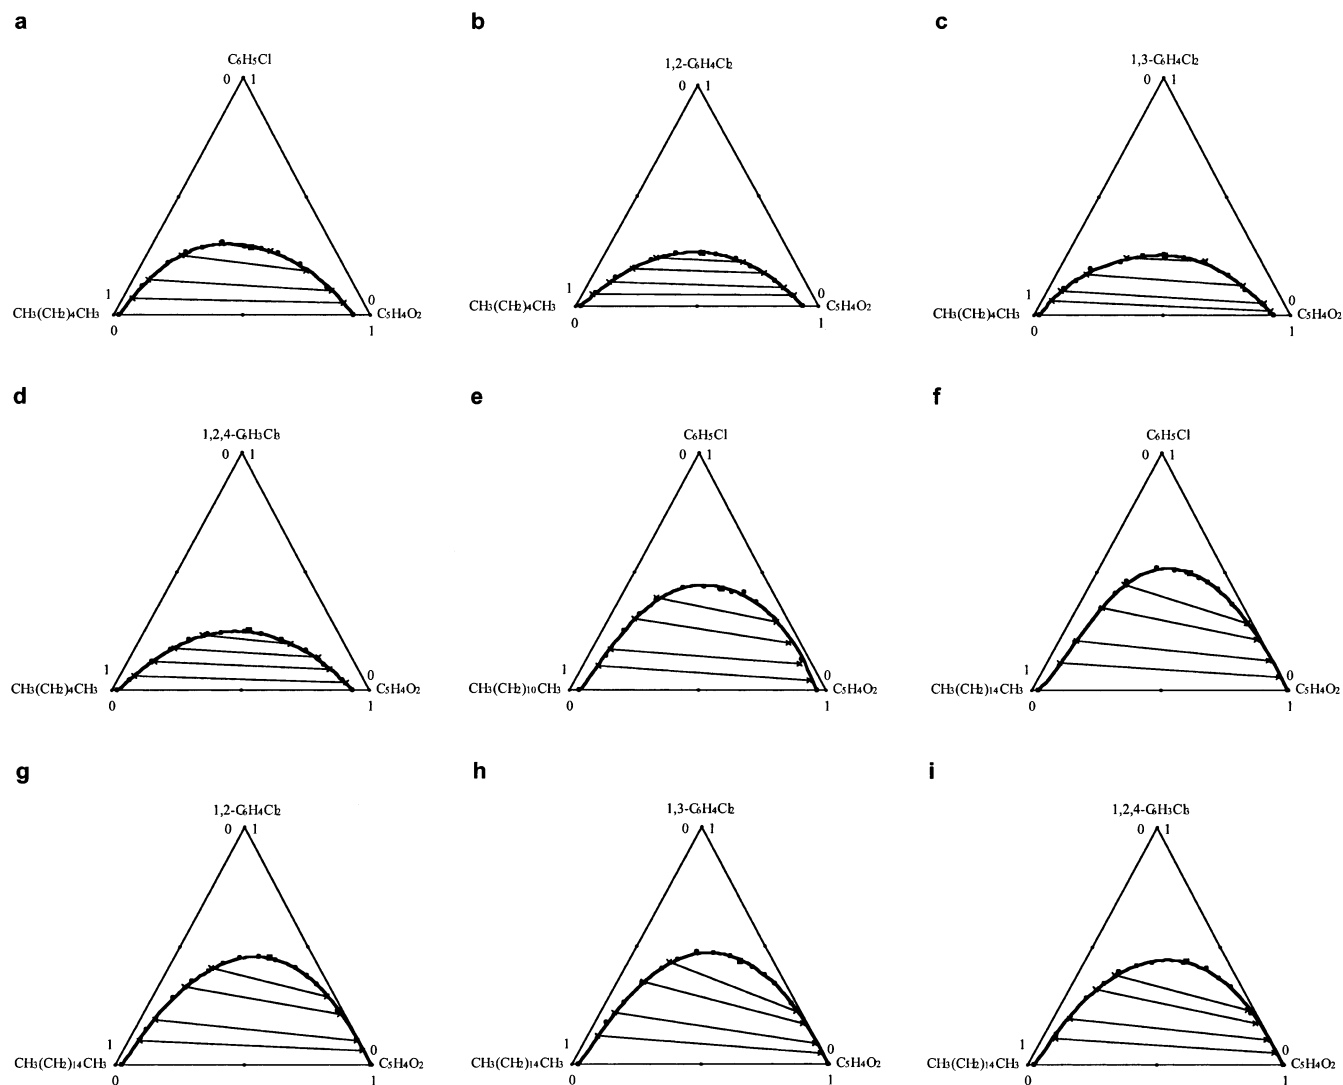 a
C6H5Cl
0 1
1
0
CH3(CH2)4CH3
C5H4O2
0
1
b
1,2-C6H4Cl2
0 1
1
0
CH3(CH2)4CH3
C5H4O2
0
1
c
1,3-C6H4Cl2
0 1
1
0
CH3(CH2)4CH3
C5H4O2
0
1
d
1,2,4-C6H3Cl3
0 1
1
0
CH3(CH2)4CH3
C5H4O2
0
1
e
C6H5Cl
0 1
1
0
CH3(CH2)10CH3
C5H4O2
0
1
f
C6H5Cl
0 1
1
0
CH3(CH2)14CH3
C5H4O2
0
1
g
1,2-C6H4Cl2
0 1
1
0
CH3(CH2)14CH3
C5H4O2
0
1
h
1,3-C6H4Cl2
0 1
1
0
CH3(CH2)14CH3
C5H4O2
0
1
i
1,2,4-C6H3Cl3
0 1
1
0
CH3(CH2)14CH3
C5H4O2
0
1